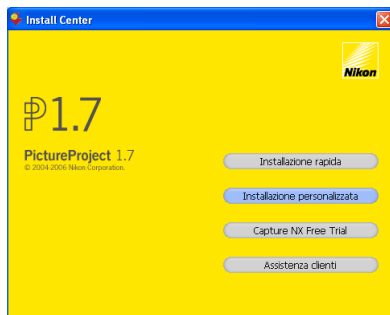 Install Center
Nikon
P1.7
PictureProject 1.7
© 2004-2006 Nikon Corporation.
Installazione rapida
Installazione personalizzata
Capture NX Free Trial
Assistenza clienti